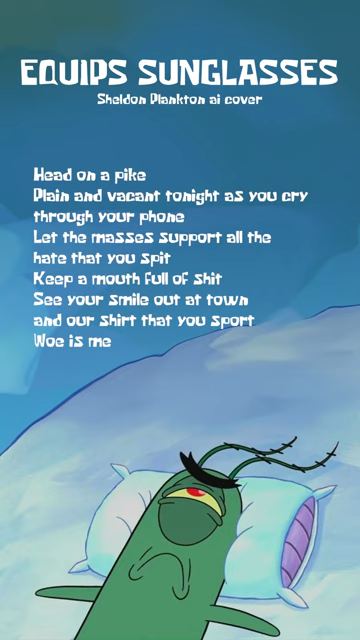 EQUIPS SUNGLASSES
Sheldon Plankton ai cover
Head on a pike
Plain and vacant tonight as you cry
through your phone
Let the masses support all the
hate that you spit
Keep a mouth full of shit
See your smile out at town
and our shirt that you sport
Woe is me